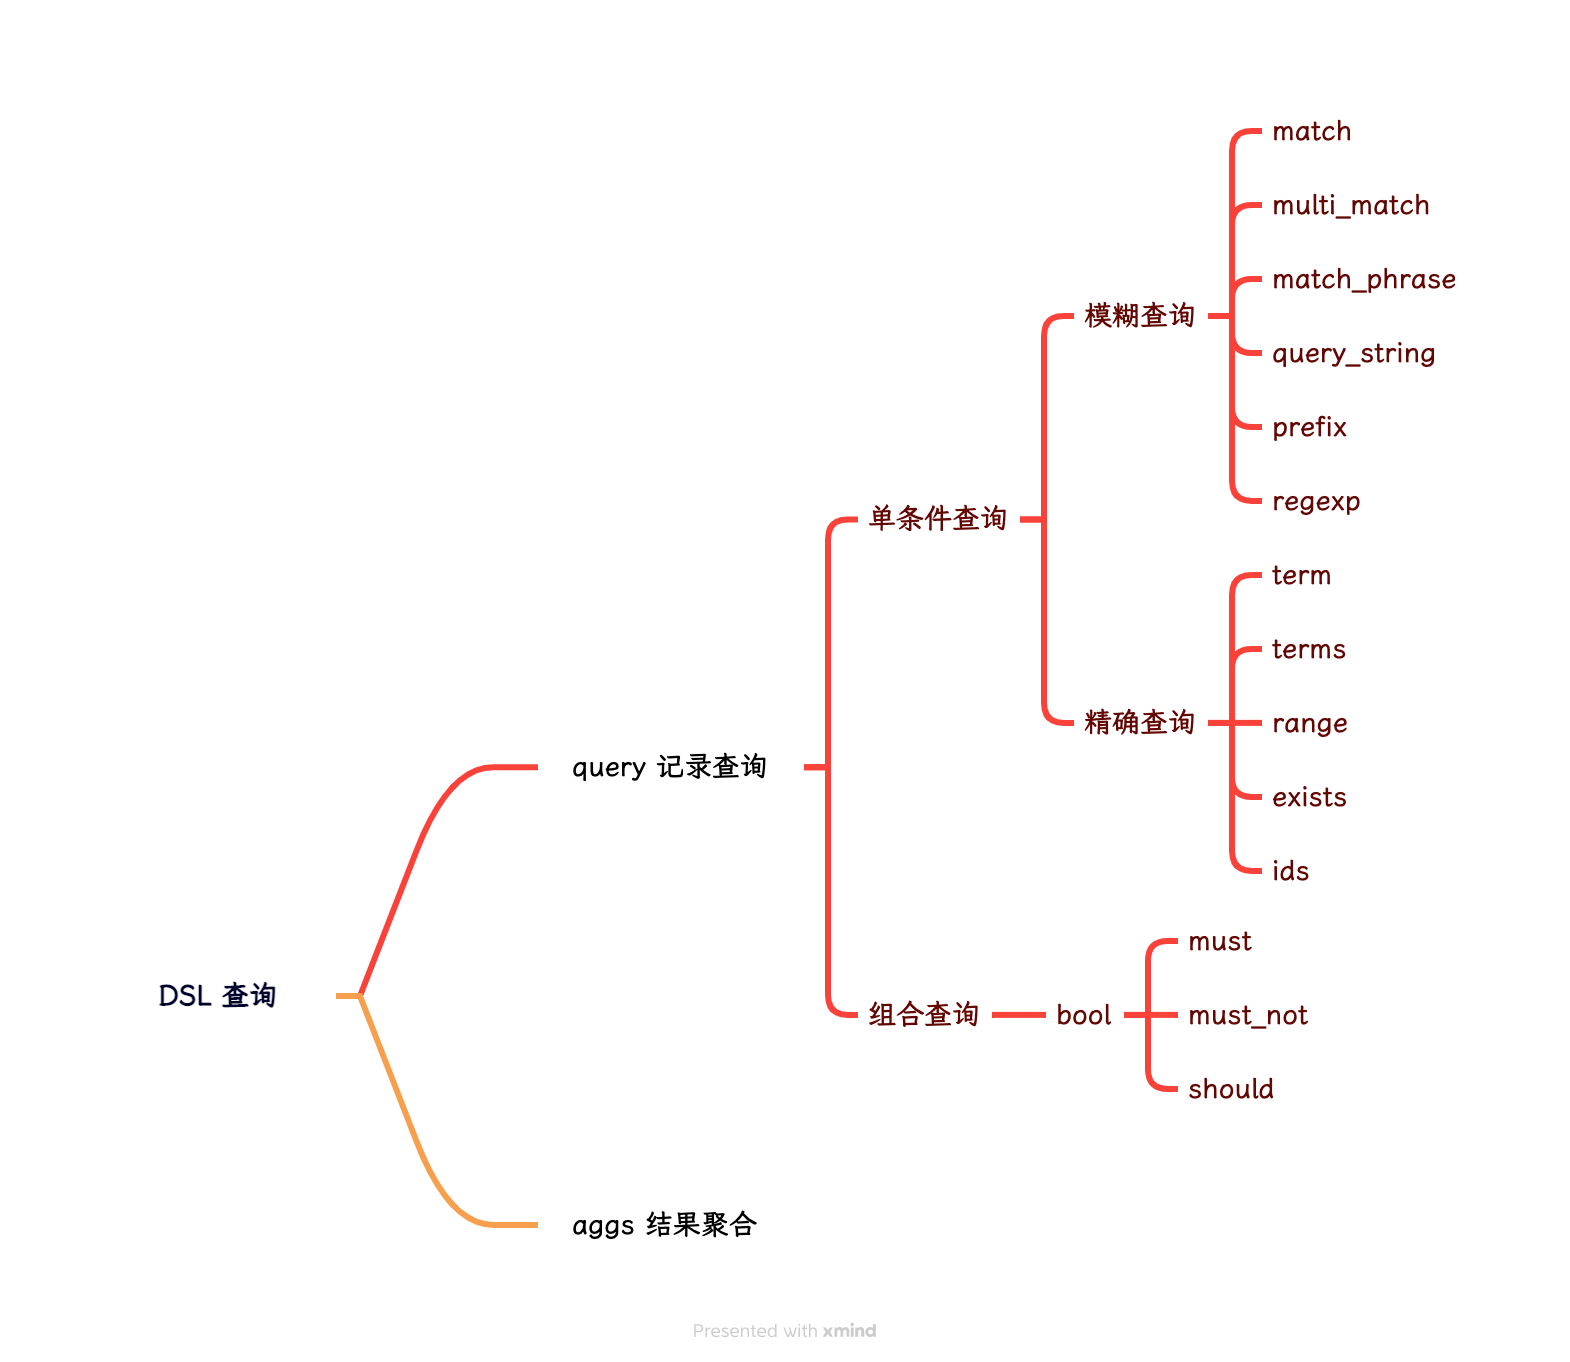 DSL 查询
query 记录查询
单条件查询
模糊查询
match
multi_match
match_phrase
query_string
prefix
regexp
精确查询
term
terms
range
exists
ids
组合查询
bool
must
must_not
should
aggs 结果聚合
Presented with xmind